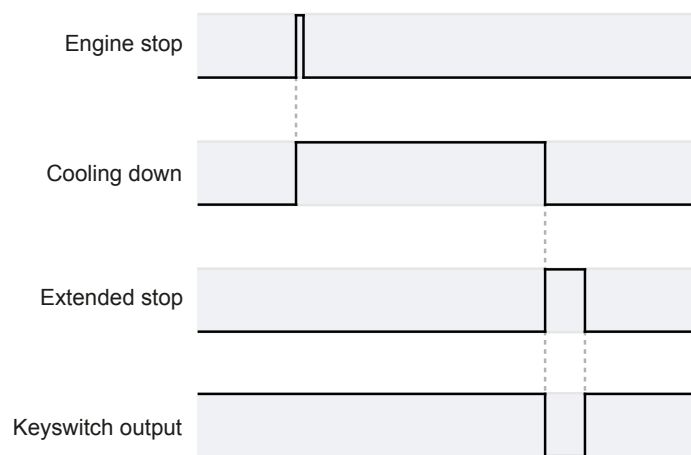 Engine stop
Cooling down
Extended stop
Keyswitch output